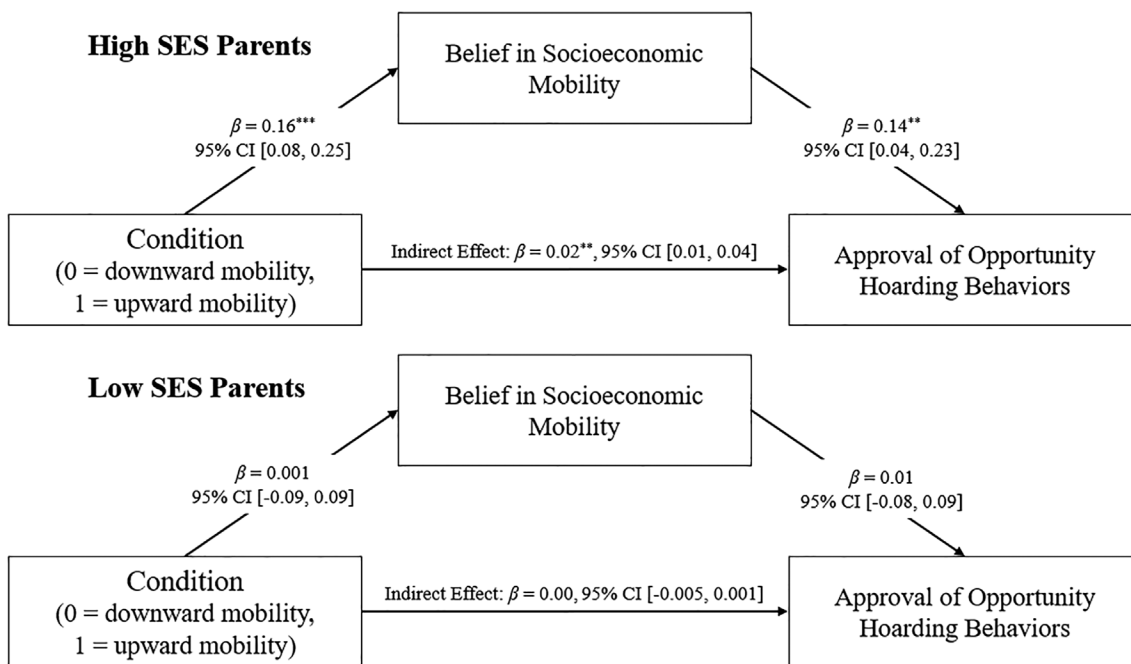 High SES Parents
Belief in Socioeconomic
Mobility
β = 0.16***
95% CI [0.08, 0.25]
β = 0.14**
95% CI [0.04, 0.23]
Condition
(0 = downward mobility,
1 = upward mobility)
Indirect Effect: β = 0.02**, 95% CI [0.01, 0.04]
Approval of Opportunity
Hoarding Behaviors
Low SES Parents
Belief in Socioeconomic
Mobility
β = 0.001
95% CI [-0.09, 0.09]
β = 0.01
95% CI [-0.08, 0.09]
Condition
(0 = downward mobility,
1 = upward mobility)
Indirect Effect: β = 0.00, 95% CI [-0.005, 0.001]
Approval of Opportunity
Hoarding Behaviors